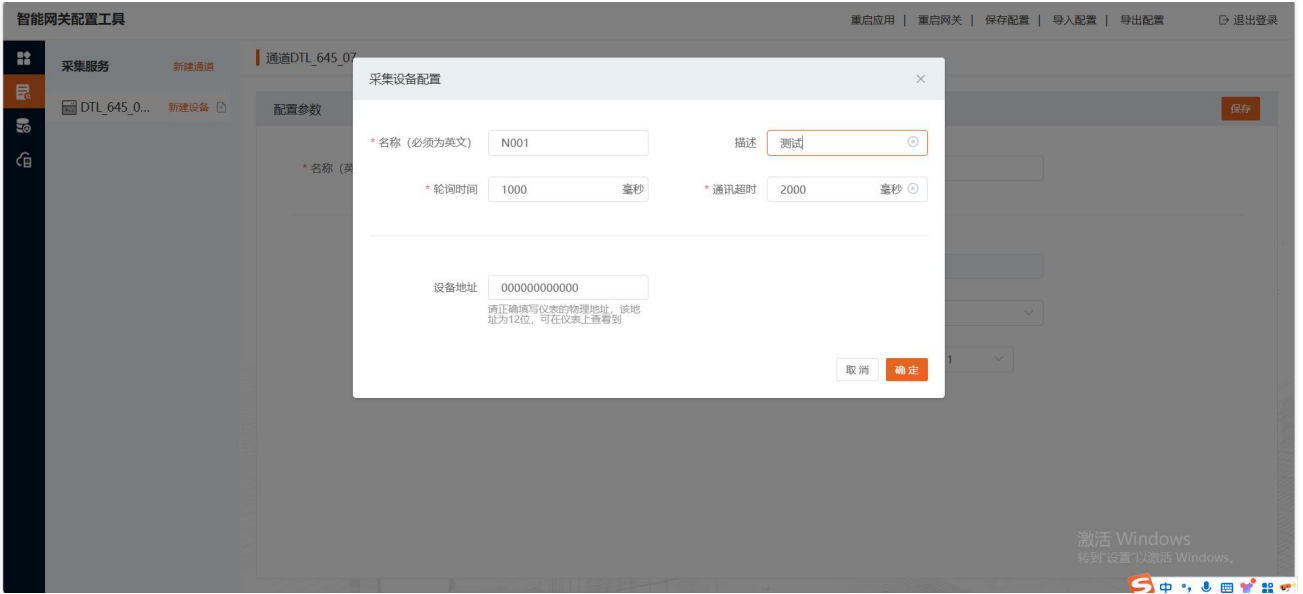 智能网关配置工具
重启应用 | 重启网关 | 保存配置 | 导入配置 | 导出配置
退出登录
采集服务
新建通道
通道DTL_645_07
DTL_645_0...
新建设备
配置参数
保存
* 名称（英
采集设备配置
* 名称（必须为英文） N001
描述 测试
* 轮询时间 1000 毫秒
* 通讯超时 2000 毫秒
设备地址 000000000000
请正确填写仪表的物理地址，该地
址为12位，可在仪表上查看到
取消
确定
1
激活 Windows
转到"设置"以激活 Windows。
中